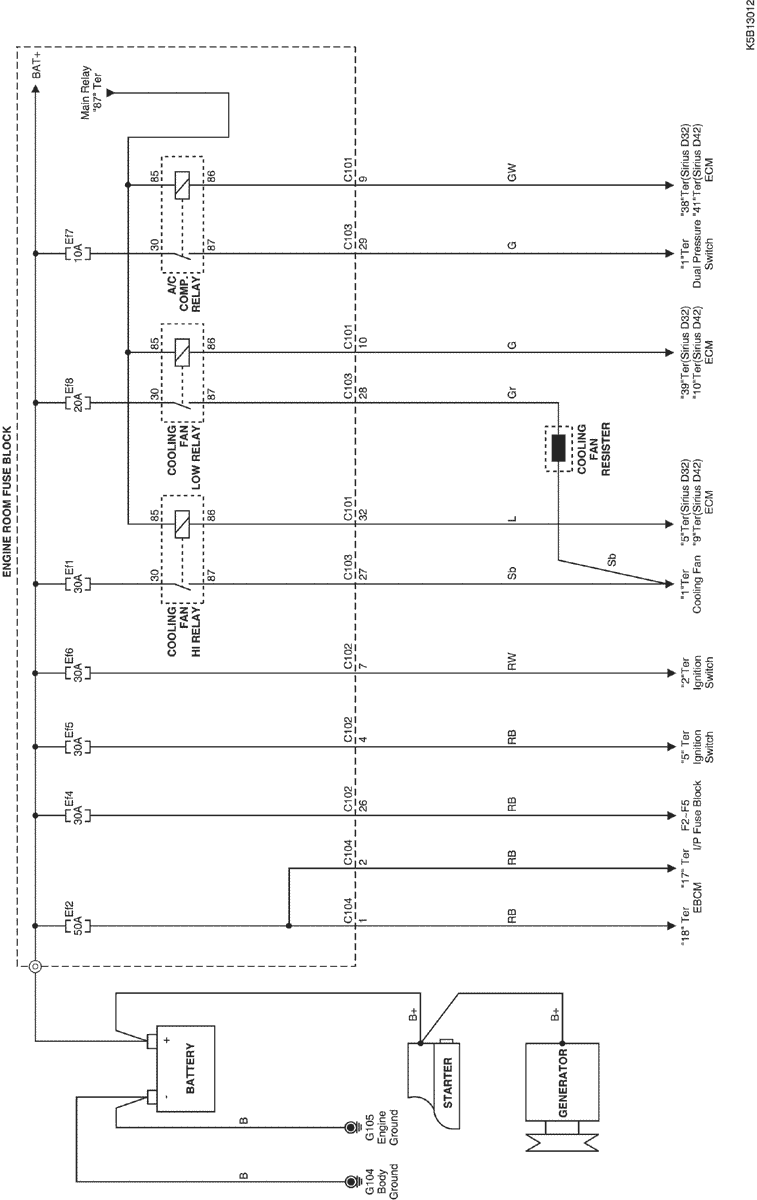 K5B13012
ENGINE ROOM FUSE BLOCK
BAT+
Main Relay
"87" Ter
BATTERY
+
-
B
G105
Engine
Ground
B
G104
Body
Ground
B+
STARTER
B+
GENERATOR
Ef2
50A
C104
1
RB
"18" Ter
C104
2
RB
"17" Ter
EBCM
Ef4
30A
C102
26
RB
F2~F5
I/P Fuse Block
Ef5
30A
C102
4
RB
"5" Ter
Ignition
Switch
Ef6
30A
C102
7
RW
"2"Ter
Ignition
Switch
Ef1
30A
30
87
85
86
COOLING
FAN
HI RELAY
C103
27
Sb
Sb
"1"Ter
Cooling Fan
C101
32
L
"5"Ter(Sirius D32)
"9"Ter(Sirius D42)
ECM
Ef8
20A
30
87
85
86
COOLING
FAN
LOW RELAY
C103
28
Gr
COOLING
FAN
RESISTER
C101
10
G
"39"Ter(Sirius D32)
"10"Ter(Sirius D42)
ECM
Ef7
10A
30
87
85
86
A/C
COMP.
RELAY
C103
29
G
"1"Ter
Dual Pressure
Switch
C101
9
GW
"38"Ter(Sirius D32)
"41"Ter(Sirius D42)
ECM